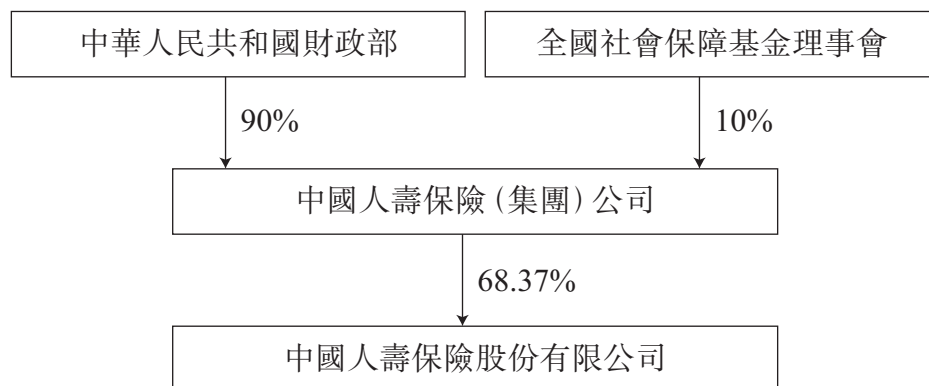 中華人民共和國財政部
全國社會保障基金理事會
90%
10%
中國人壽保險(集團)公司
68.37%
中國人壽保險股份有限公司